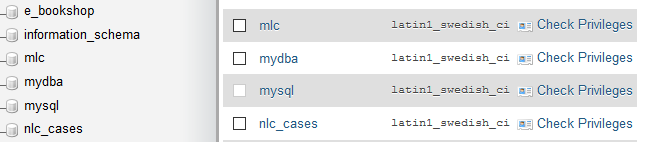 e_bookshop
information_schema
mlc
mydba
mysql
nlc_cases
mlc latin1_swedish_ci Check Privileges
mydba latin1_swedish_ci Check Privileges
mysql latin1_swedish_ci Check Privileges
nlc_cases latin1_swedish_ci Check Privileges